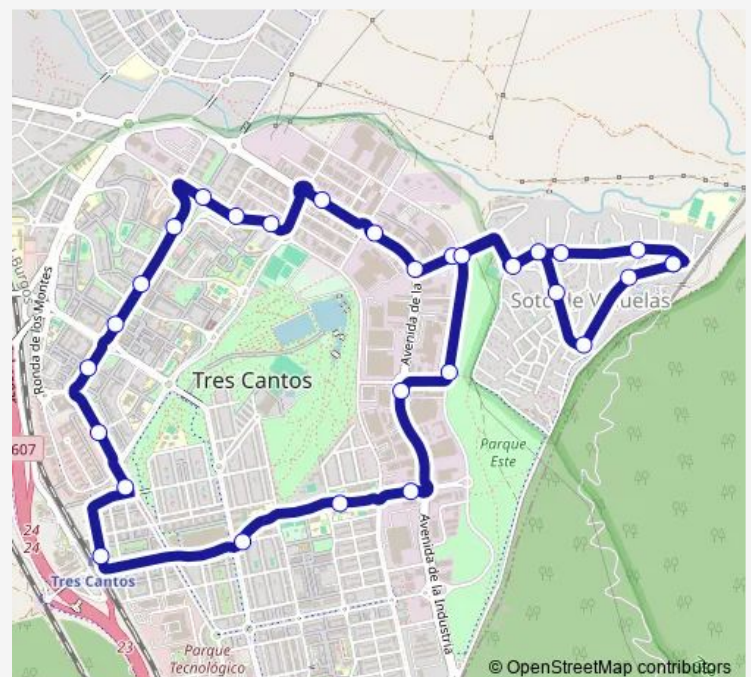 Burgos
Ronda de los Montes
Avenida de la
Soto de Viñuelas
Tres Cantos
607
Parque
Este
24
24
Avenida de la Industria
Tres Cantos
23
Parque
Tecnológico
© OpenStreetMap contributors